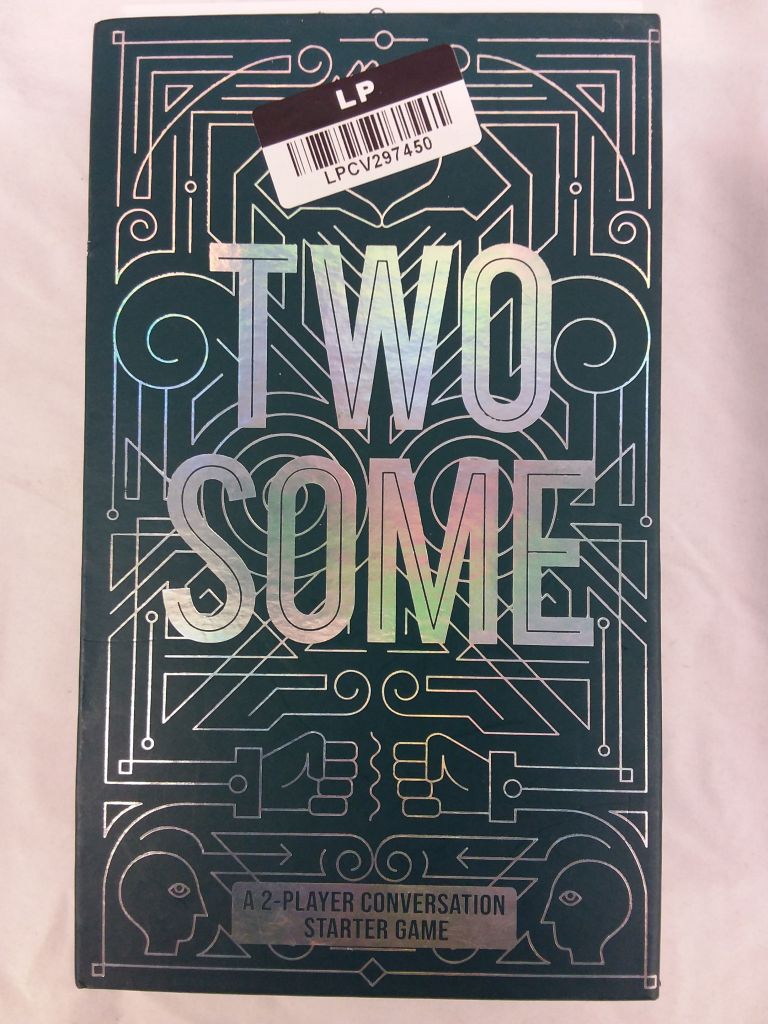 LP
LPCV297450
TWO
SOME
A 2-PLAYER CONVERSATION
STARTER GAME